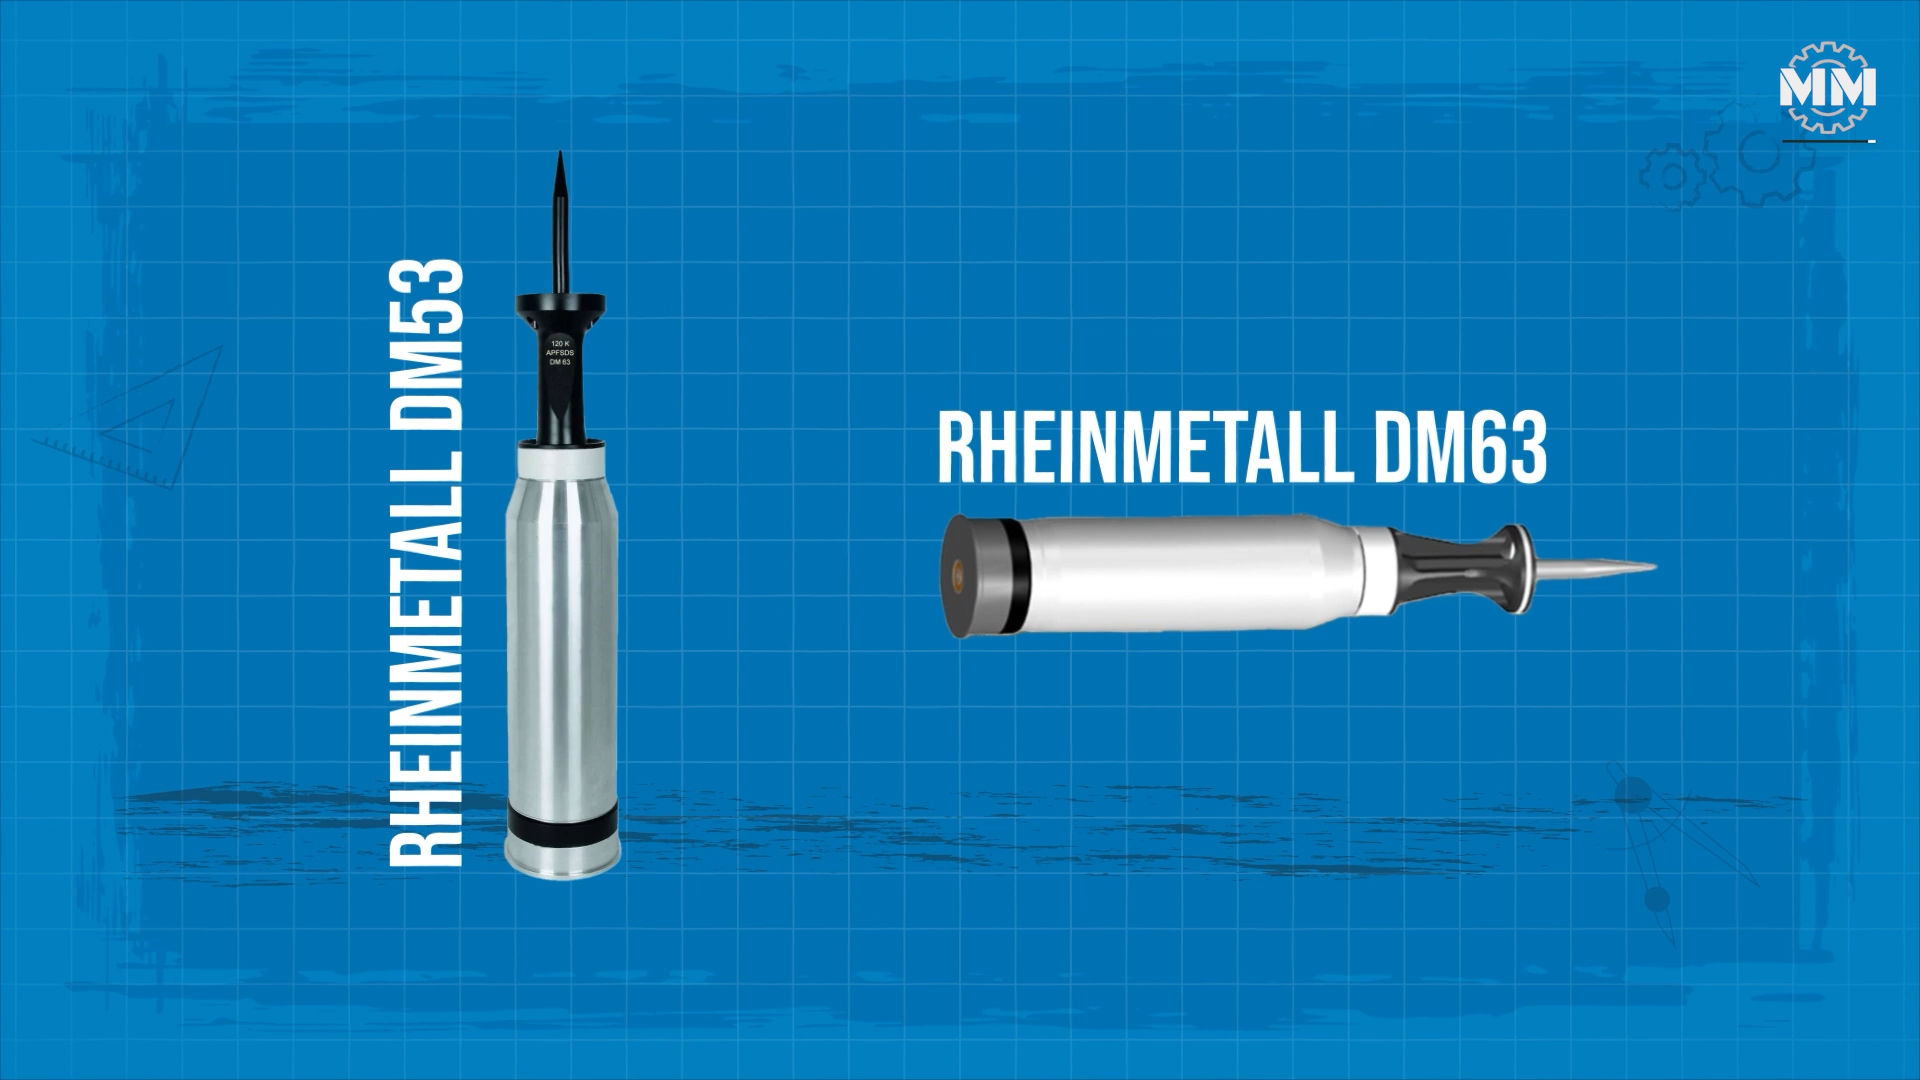 MM
RHEINMETALL DM53
120 K
APFSDS
DM 63
RHEINMETALL DM63